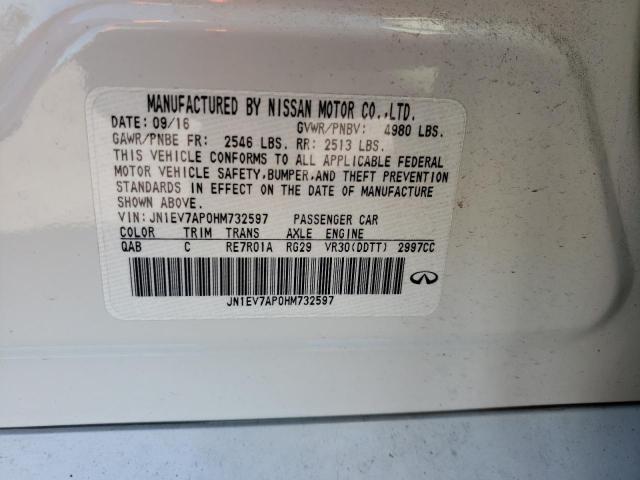 MANUFACTURED BY NISSAN MOTOR CO.,LTD.
DATE: 09/16 GVWR/PNBV: 4980 LBS.
GAWR/PNBE FR: 2546 LBS. RR: 2513 LBS.
THIS VEHICLE CONFORMS TO ALL APPLICABLE FEDERAL
MOTOR VEHICLE SAFETY,BUMPER,AND THEFT PREVENTION
STANDARDS IN EFFECT ON THE DATE OF MANUFACTURE
SHOWN ABOVE.
VIN:JN1EV7AP0HM732597 PASSENGER CAR
COLOR TRIM TRANS AXLE ENGINE
QAB C RE7R01A RG29 VR30(DDTT) 2997CC
JN1EV7AP0HM732597